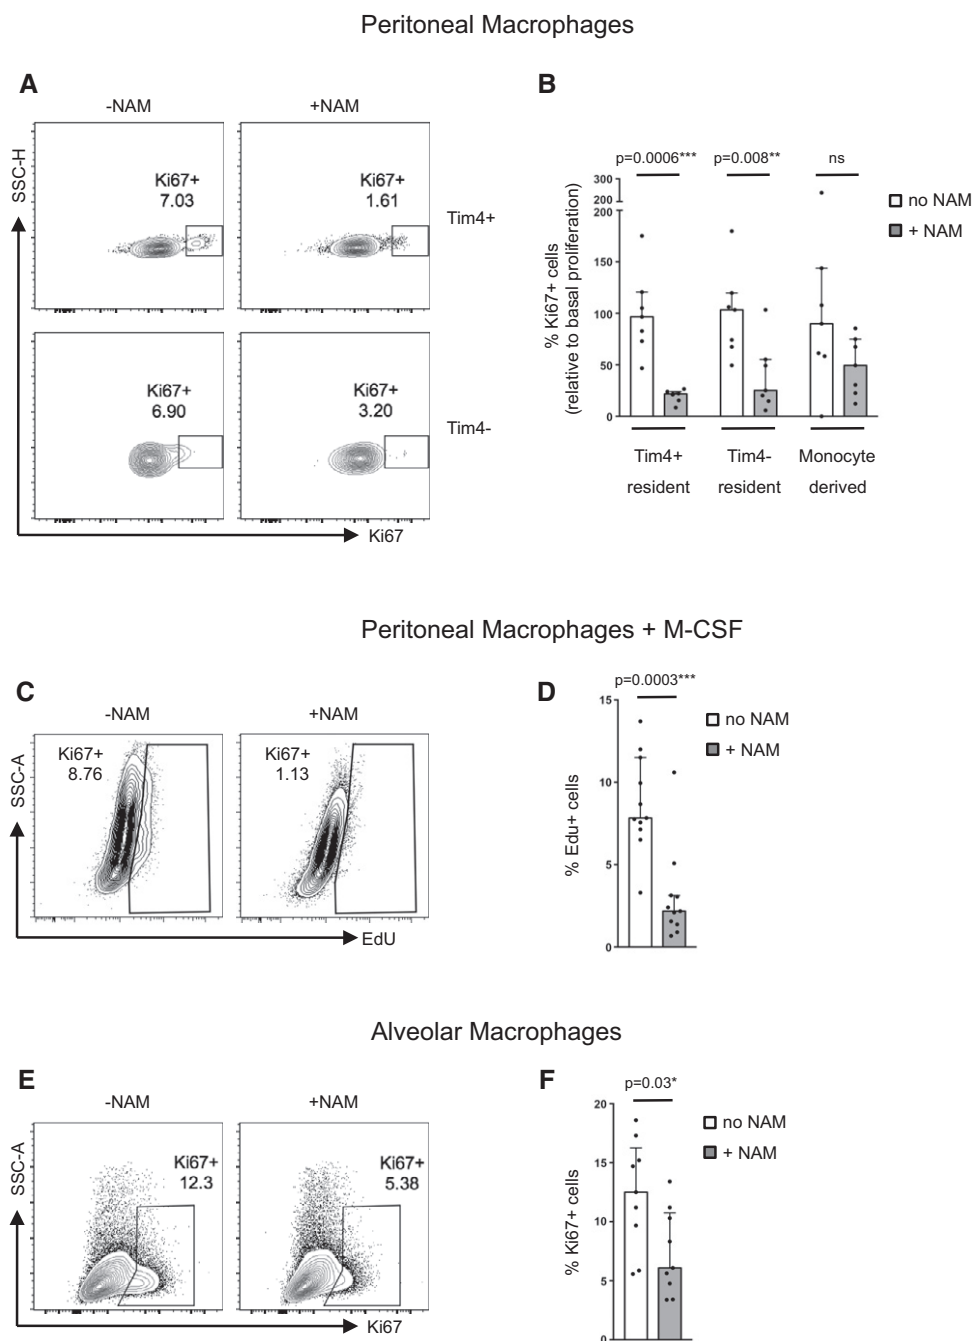 Peritoneal Macrophages
A
B
-NAM
+NAM
SSC-H
Ki67+
7.03
Ki67+
1.61
Tim4+
Ki67+
6.90
Ki67+
3.20
Tim4-
Ki67
p=0.0006***
p=0.008**
ns
no NAM
+ NAM
% Ki67+ cells
(relative to basal proliferation)
300
200
200
150
100
50
0
Tim4+
resident
Tim4-
resident
Monocyte
derived
Peritoneal Macrophages + M-CSF
C
D
-NAM
+NAM
SSC-A
Ki67+
8.76
Ki67+
1.13
EdU
p=0.0003***
no NAM
+ NAM
% Edu+ cells
15
10
5
0
Alveolar Macrophages
E
F
-NAM
+NAM
SSC-A
Ki67+
12.3
Ki67+
5.38
Ki67
p=0.03*
no NAM
+ NAM
% Ki67+ cells
20
15
10
5
0